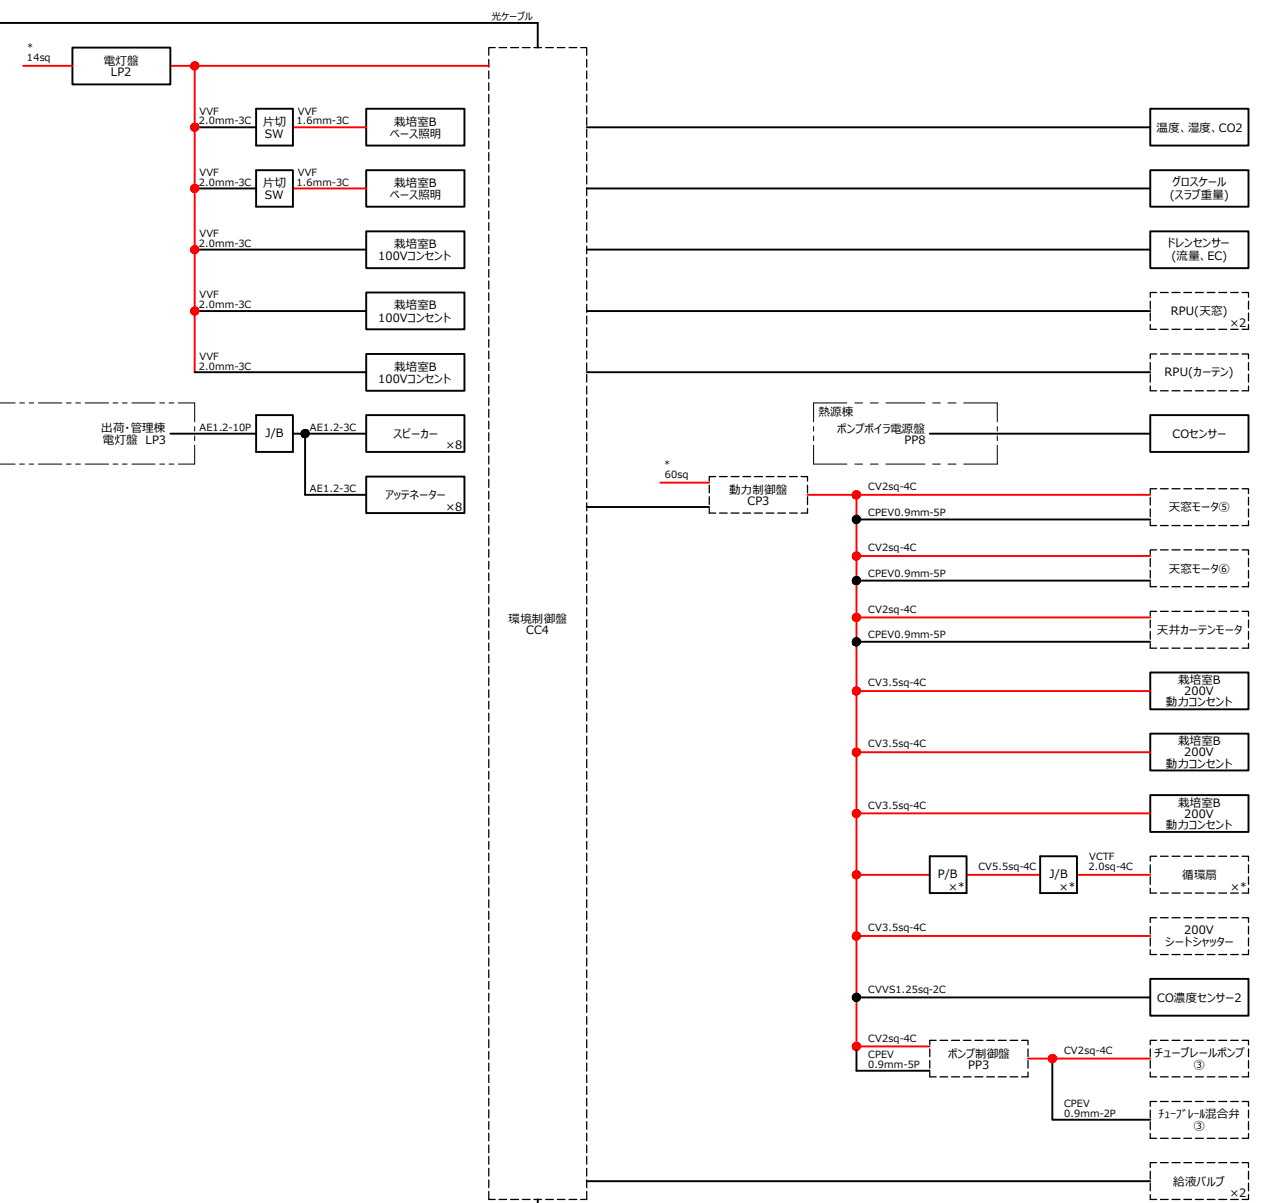 光ケーブル
*
14sq
電灯盤
LP2
VVF
2.0mm-3C
片切
SW
VVF
1.6mm-3C
栽培室B
ベース照明
温度、湿度、CO2
VVF
2.0mm-3C
片切
SW
VVF
1.6mm-3C
栽培室B
ベース照明
グロスケール
(スラブ重量)
VVF
2.0mm-3C
栽培室B
100Vコンセント
ドレンセンサー
(流量、EC)
VVF
2.0mm-3C
栽培室B
100Vコンセント
RPU(天窓)
×2
VVF
2.0mm-3C
栽培室B
100Vコンセント
RPU(カーテン)
出荷・管理棟
電灯盤 LP3
AE1.2-10P
J/B
AE1.2-3C
スピーカー
×8
熱源棟
ポンプボイラ電源盤
PP8
COセンサー
AE1.2-3C
アッテネーター
×8
*
60sq
動力制御盤
CP3
CV2sq-4C
CPEV0.9mm-5P
天窓モータ⑤
CV2sq-4C
CPEV0.9mm-5P
天窓モータ⑥
環境制御盤
CC4
CV2sq-4C
CPEV0.9mm-5P
天井カーテンモータ
CV3.5sq-4C
栽培室B
200V
動力コンセント
CV3.5sq-4C
栽培室B
200V
動力コンセント
CV3.5sq-4C
栽培室B
200V
動力コンセント
P/B
×*
CV5.5sq-4C
J/B
×*
VCTF
2.0sq-4C
循環扇
×*
CV3.5sq-4C
200V
シートシャッター
CVVS1.25sq-2C
CO濃度センサー2
CV2sq-4C
CPEV
0.9mm-5P
ポンプ制御盤
PP3
CV2sq-4C
チューブレールポンプ
③
CPEV
0.9mm-2P
ﾁｭｰﾌﾞﾚｰﾙ混合弁
③
給液バルブ
×2